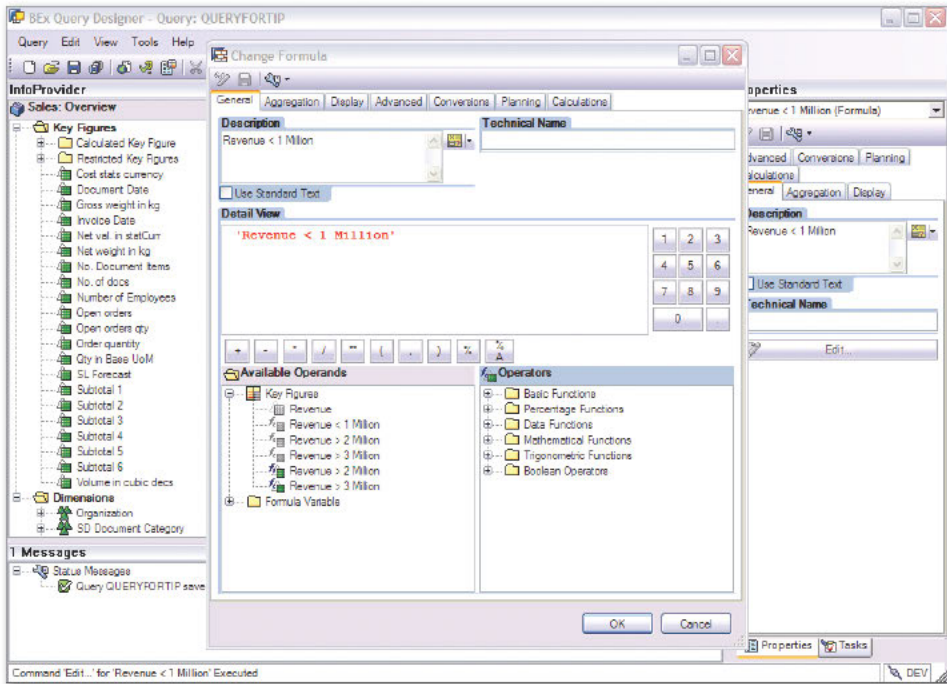 BEx Query Designer - Query: QUERYFORTIP
Query Edit View Tools Help
InfoProvider
Sales: Overview
Key Figures
Calculated Key Figure
Restricted Key Figures
Cost stats currency
Document Date
Gross weight in kg
Invoice Date
Net val. in statCurr
Net weight in kg
No. Document Items
No. of docs
Number of Employees
Open orders
Open orders qty
Order quantity
Qty in Base UoM
SL Forecast
Subtotal 1
Subtotal 2
Subtotal 3
Subtotal 4
Subtotal 5
Subtotal 6
Volume in cubic decs
Dimensions
Organization
SD Document Category
1 Messages
Status Messages
Query QUERYFORTIP save
Command 'Edit...' for 'Revenue < 1 Million' Executed
Change Formula
General Aggregation Display Advanced Conversions Planning Calculations
Description Technical Name
Revenue < 1 Million
Use Standard Text
Detail View
'Revenue < 1 Million'
1 2 3
4 5 6
7 8 9
0 .
+ - * / ** ( , ) % % A
Available Operands
Key Figures
Revenue
Revenue < 1 Million
Revenue > 2 Million
Revenue > 3 Million
Revenue > 2 Million
Revenue > 3 Million
Formula Variable
Operators
Basic Functions
Percentage Functions
Data Functions
Mathematical Functions
Trigonometric Functions
Boolean Operators
OK Cancel
operties
venue < 1 Million (Formula)
dvanced Conversions Planning
alculations
eneral Aggregation Display
Description
Revenue < 1 Million
Use Standard Text
echnical Name
Edit...
Properties Tasks
DEV